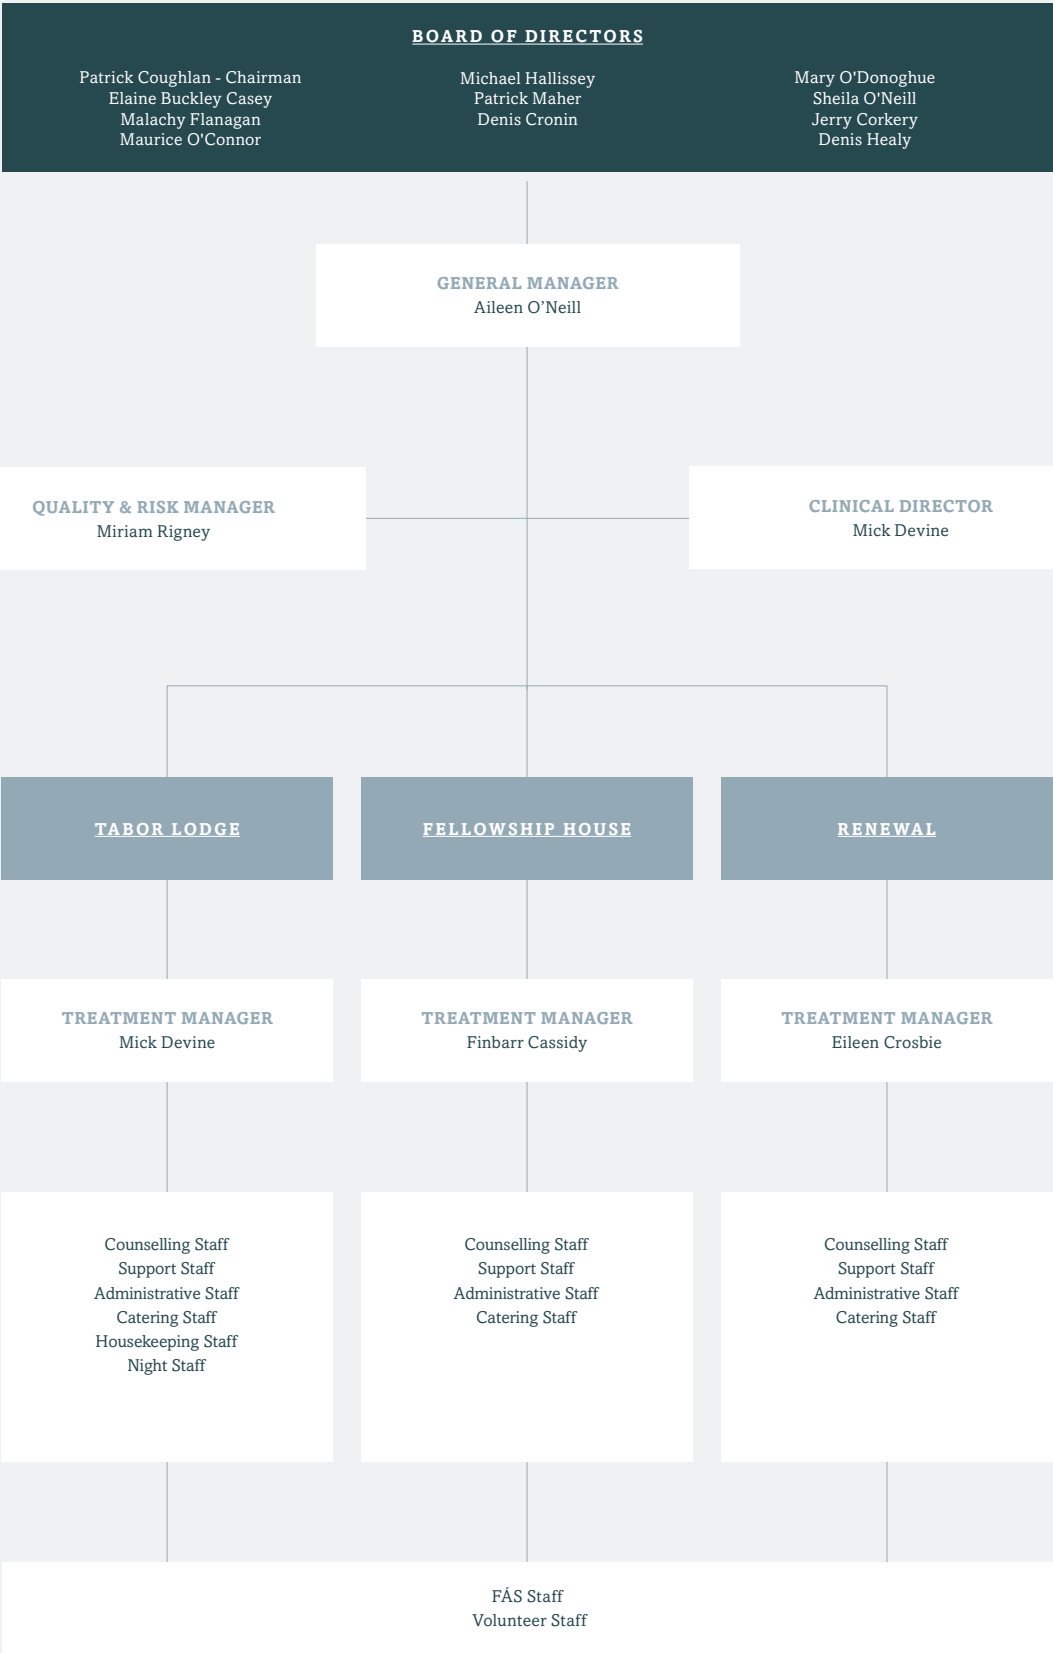 BOARD OF DIRECTORS
Patrick Coughlan - Chairman
Elaine Buckley Casey
Malachy Flanagan
Maurice O'Connor
Michael Hallissey
Patrick Maher
Denis Cronin
Mary O'Donoghue
Sheila O'Neill
Jerry Corkery
Denis Healy
GENERAL MANAGER
Aileen O’Neill
QUALITY & RISK MANAGER
Miriam Rigney
CLINICAL DIRECTOR
Mick Devine
TABOR LODGE
TREATMENT MANAGER
Mick Devine
Counselling Staff
Support Staff
Administrative Staff
Catering Staff
Housekeeping Staff
Night Staff
FELLOWSHIP HOUSE
TREATMENT MANAGER
Finbarr Cassidy
Counselling Staff
Support Staff
Administrative Staff
Catering Staff
RENEWAL
TREATMENT MANAGER
Eileen Crosbie
Counselling Staff
Support Staff
Administrative Staff
Catering Staff
FÁS Staff
Volunteer Staff